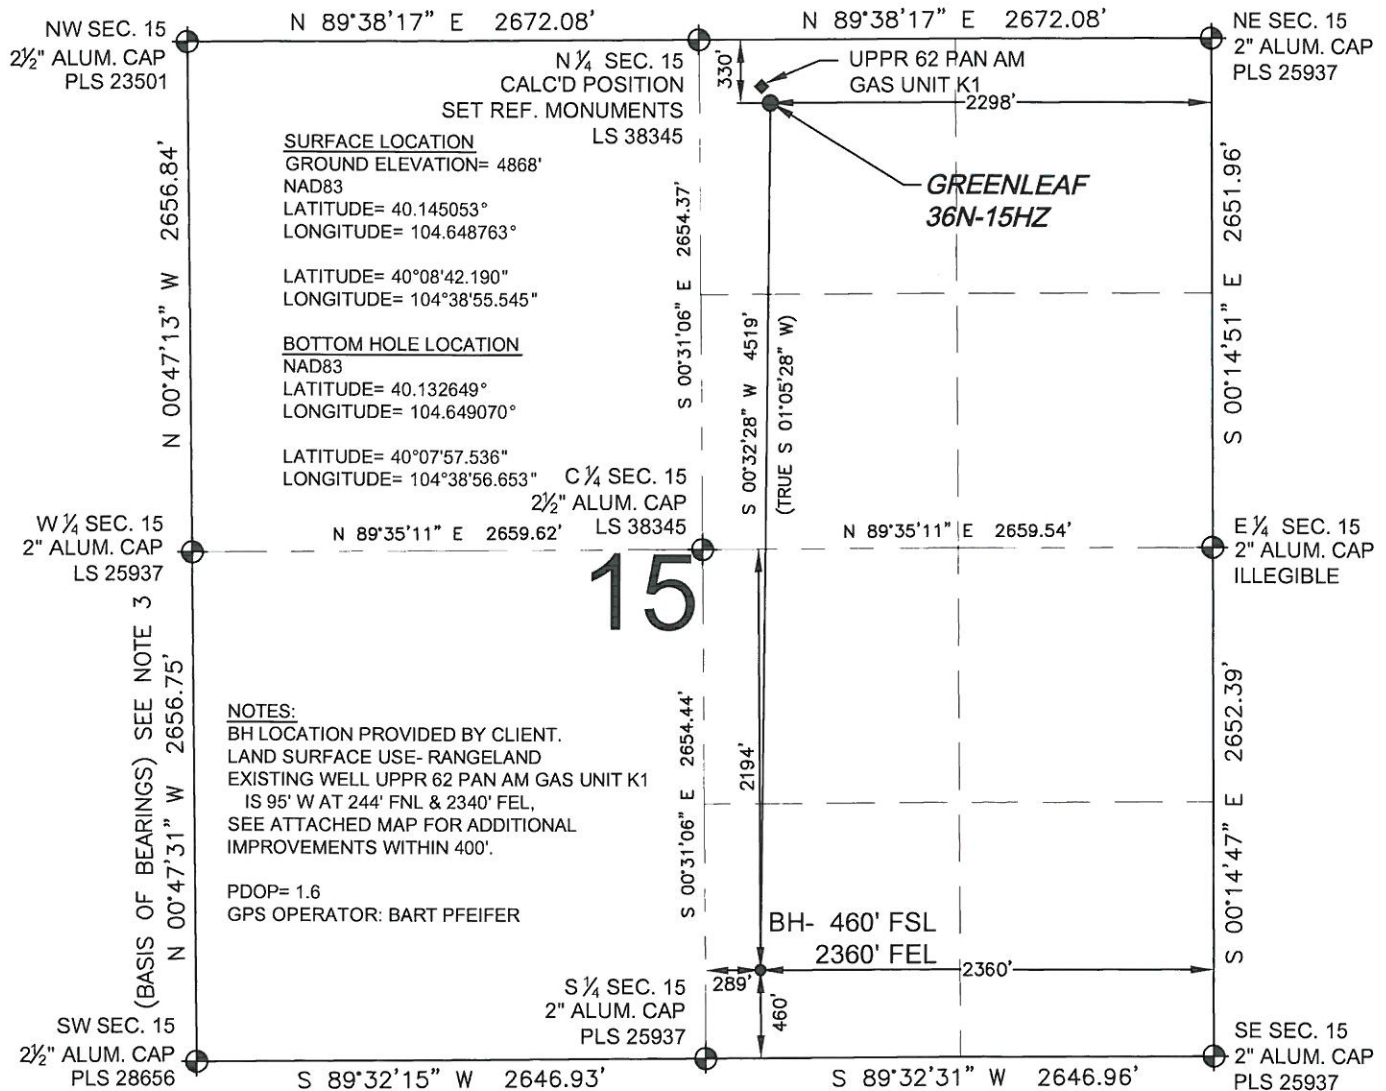 N 89°38'17" E 2672.08'
N 89°38'17" E 2672.08'
NW SEC. 15
2½" ALUM. CAP
PLS 23501
N ¼ SEC. 15
CALC'D POSITION
SET REF. MONUMENTS
LS 38345
330'
UPPR 62 PAN AM
GAS UNIT K1
2298'
NE SEC. 15
2" ALUM. CAP
PLS 25937
GREENLEAF
36N-15HZ
SURFACE LOCATION
GROUND ELEVATION= 4868'
NAD83
LATITUDE= 40.145053°
LONGITUDE= 104.648763°
LATITUDE= 40°08'42.190"
LONGITUDE= 104°38'55.545"
BOTTOM HOLE LOCATION
NAD83
LATITUDE= 40.132649°
LONGITUDE= 104.649070°
LATITUDE= 40°07'57.536"
LONGITUDE= 104°38'56.653"
N 00°47'13" W 2656.84'
S 00°31'06" E 2654.37'
S 00°32'28" W 4519'
(TRUE S 01°05'28" W)
S 00°14'51" E 2651.96'
C ¼ SEC. 15
2½" ALUM. CAP
LS 38345
W ¼ SEC. 15
2" ALUM. CAP
LS 25937
N 89°35'11" E 2659.62'
N 89°35'11" E 2659.54'
E ¼ SEC. 15
2" ALUM. CAP
ILLEGIBLE
15
(BASIS OF BEARINGS) SEE NOTE 3
N 00°47'31" W 2656.75'
NOTES:
BH LOCATION PROVIDED BY CLIENT.
LAND SURFACE USE- RANGELAND
EXISTING WELL UPPR 62 PAN AM GAS UNIT K1
IS 95' W AT 244' FNL & 2340' FEL,
SEE ATTACHED MAP FOR ADDITIONAL
IMPROVEMENTS WITHIN 400'.
PDOP= 1.6
GPS OPERATOR: BART PFEIFER
S 00°31'06" E 2654.44'
2194'
S 00°14'47" E 2652.39'
BH- 460' FSL
2360' FEL
2360'
289'
460'
S ¼ SEC. 15
2" ALUM. CAP
PLS 25937
SW SEC. 15
2½" ALUM. CAP
PLS 28656
S 89°32'15" W 2646.93'
S 89°32'31" W 2646.96'
SE SEC. 15
2" ALUM. CAP
PLS 25937